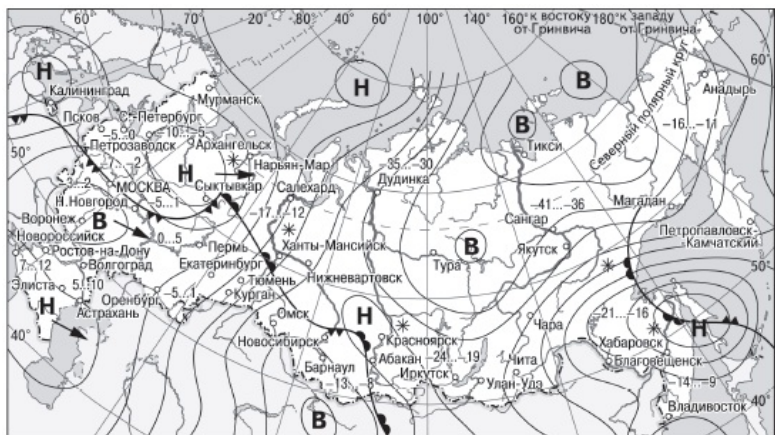 60° 70° 20° 80° 40° 60° 100° 140° 160° к востоку от Гринвича 180° к западу от Гринвича
Н
Калининград
Мурманск
Н
В
60°
Анадырь
Северный полярный круг
Псков
С.-Петербург
–5...0
–10...–5
Архангельск
В
–16...–11
Петрозаводск
Тикси
50°
–7...–2
Нарьян-Мар
–35...–30
МОСКВА
Н
Дудинка
Н.Новгород
Сыктывкар
Салехард
–5...1
–17...–12
–41...–36
Магадан
Воронеж
В
Сангар
Новороссийск
0...5
Пермь
Ханты-Мансийск
В
Якутск
Петропавловск-
Камчатский
Ростов-на-Дону
Екатеринбург
Тура
7...12
Волгоград
Нижневартовск
50°
Элиста
5...10
Тюмень
Оренбург
–5...1
Курган
Н
Астрахань
Омск
Н
–21...–16
Н
Чара
Хабаровск
40°
Новосибирск
Красноярск
Абакан
–24...–19
Чита
Благовещенск
Барнаул
Иркутск
Улан-Удэ
–13...–8
–14...–9
40°
В
Владивосток